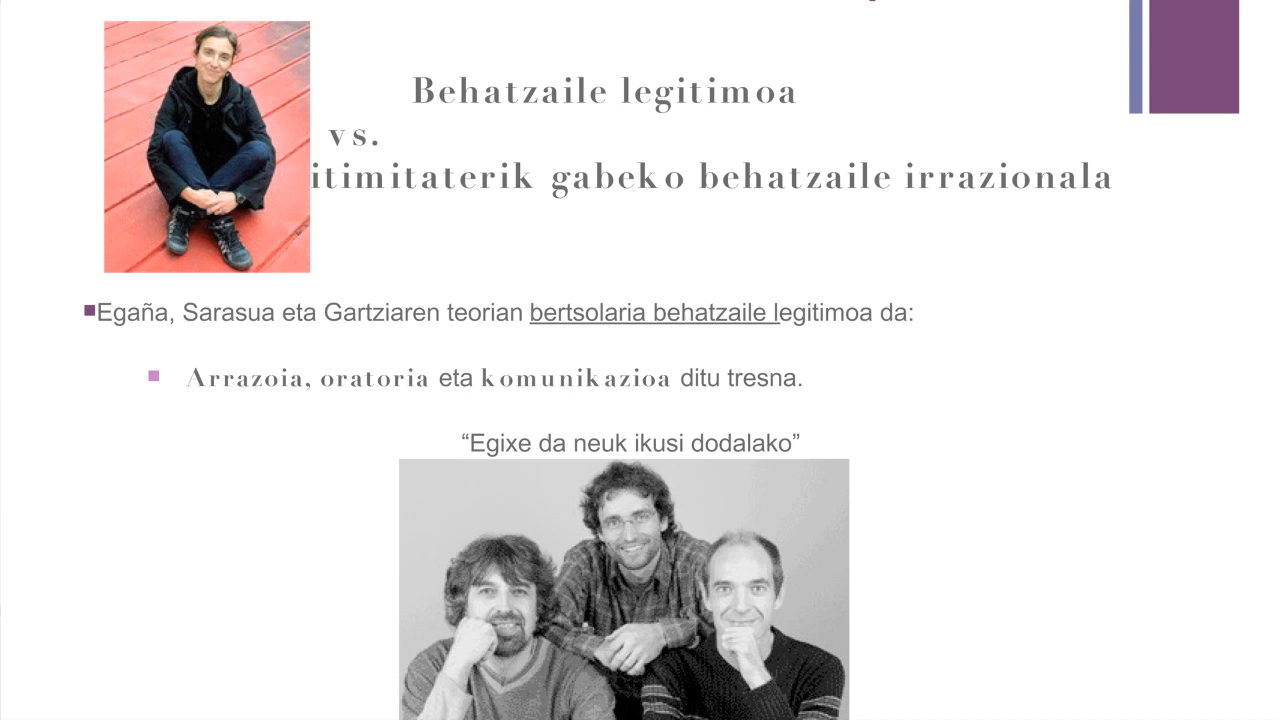 Behatzaile legitimoa
vs.
itimitaterik gabeko behatzaile irrazionala
Egaña, Sarasua eta Gartziaren teorian bertsolaria behatzaile legitimoa da:
Arrazoia, oratoria eta komunikazioa ditu tresna.
“Egixe da neuk ikusi dodalako”